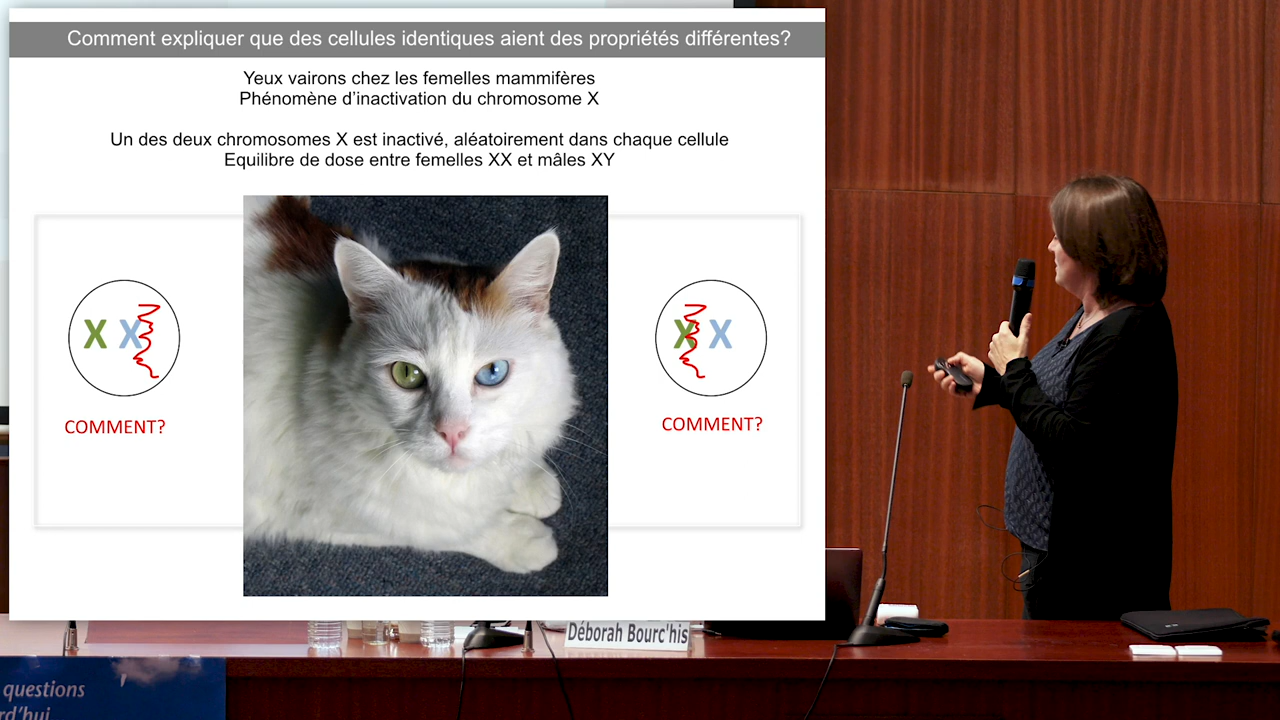 Comment expliquer que des cellules identiques aient des propriétés différentes?
Yeux vairons chez les femelles mammifères
Phénomène d'inactivation du chromosome X
Un des deux chromosomes X est inactivé, aléatoirement dans chaque cellule
Equilibre de dose entre femelles XX et mâles XY
X X
COMMENT?
X X
COMMENT?
Déborah Bourc'his
questions
rd'hui